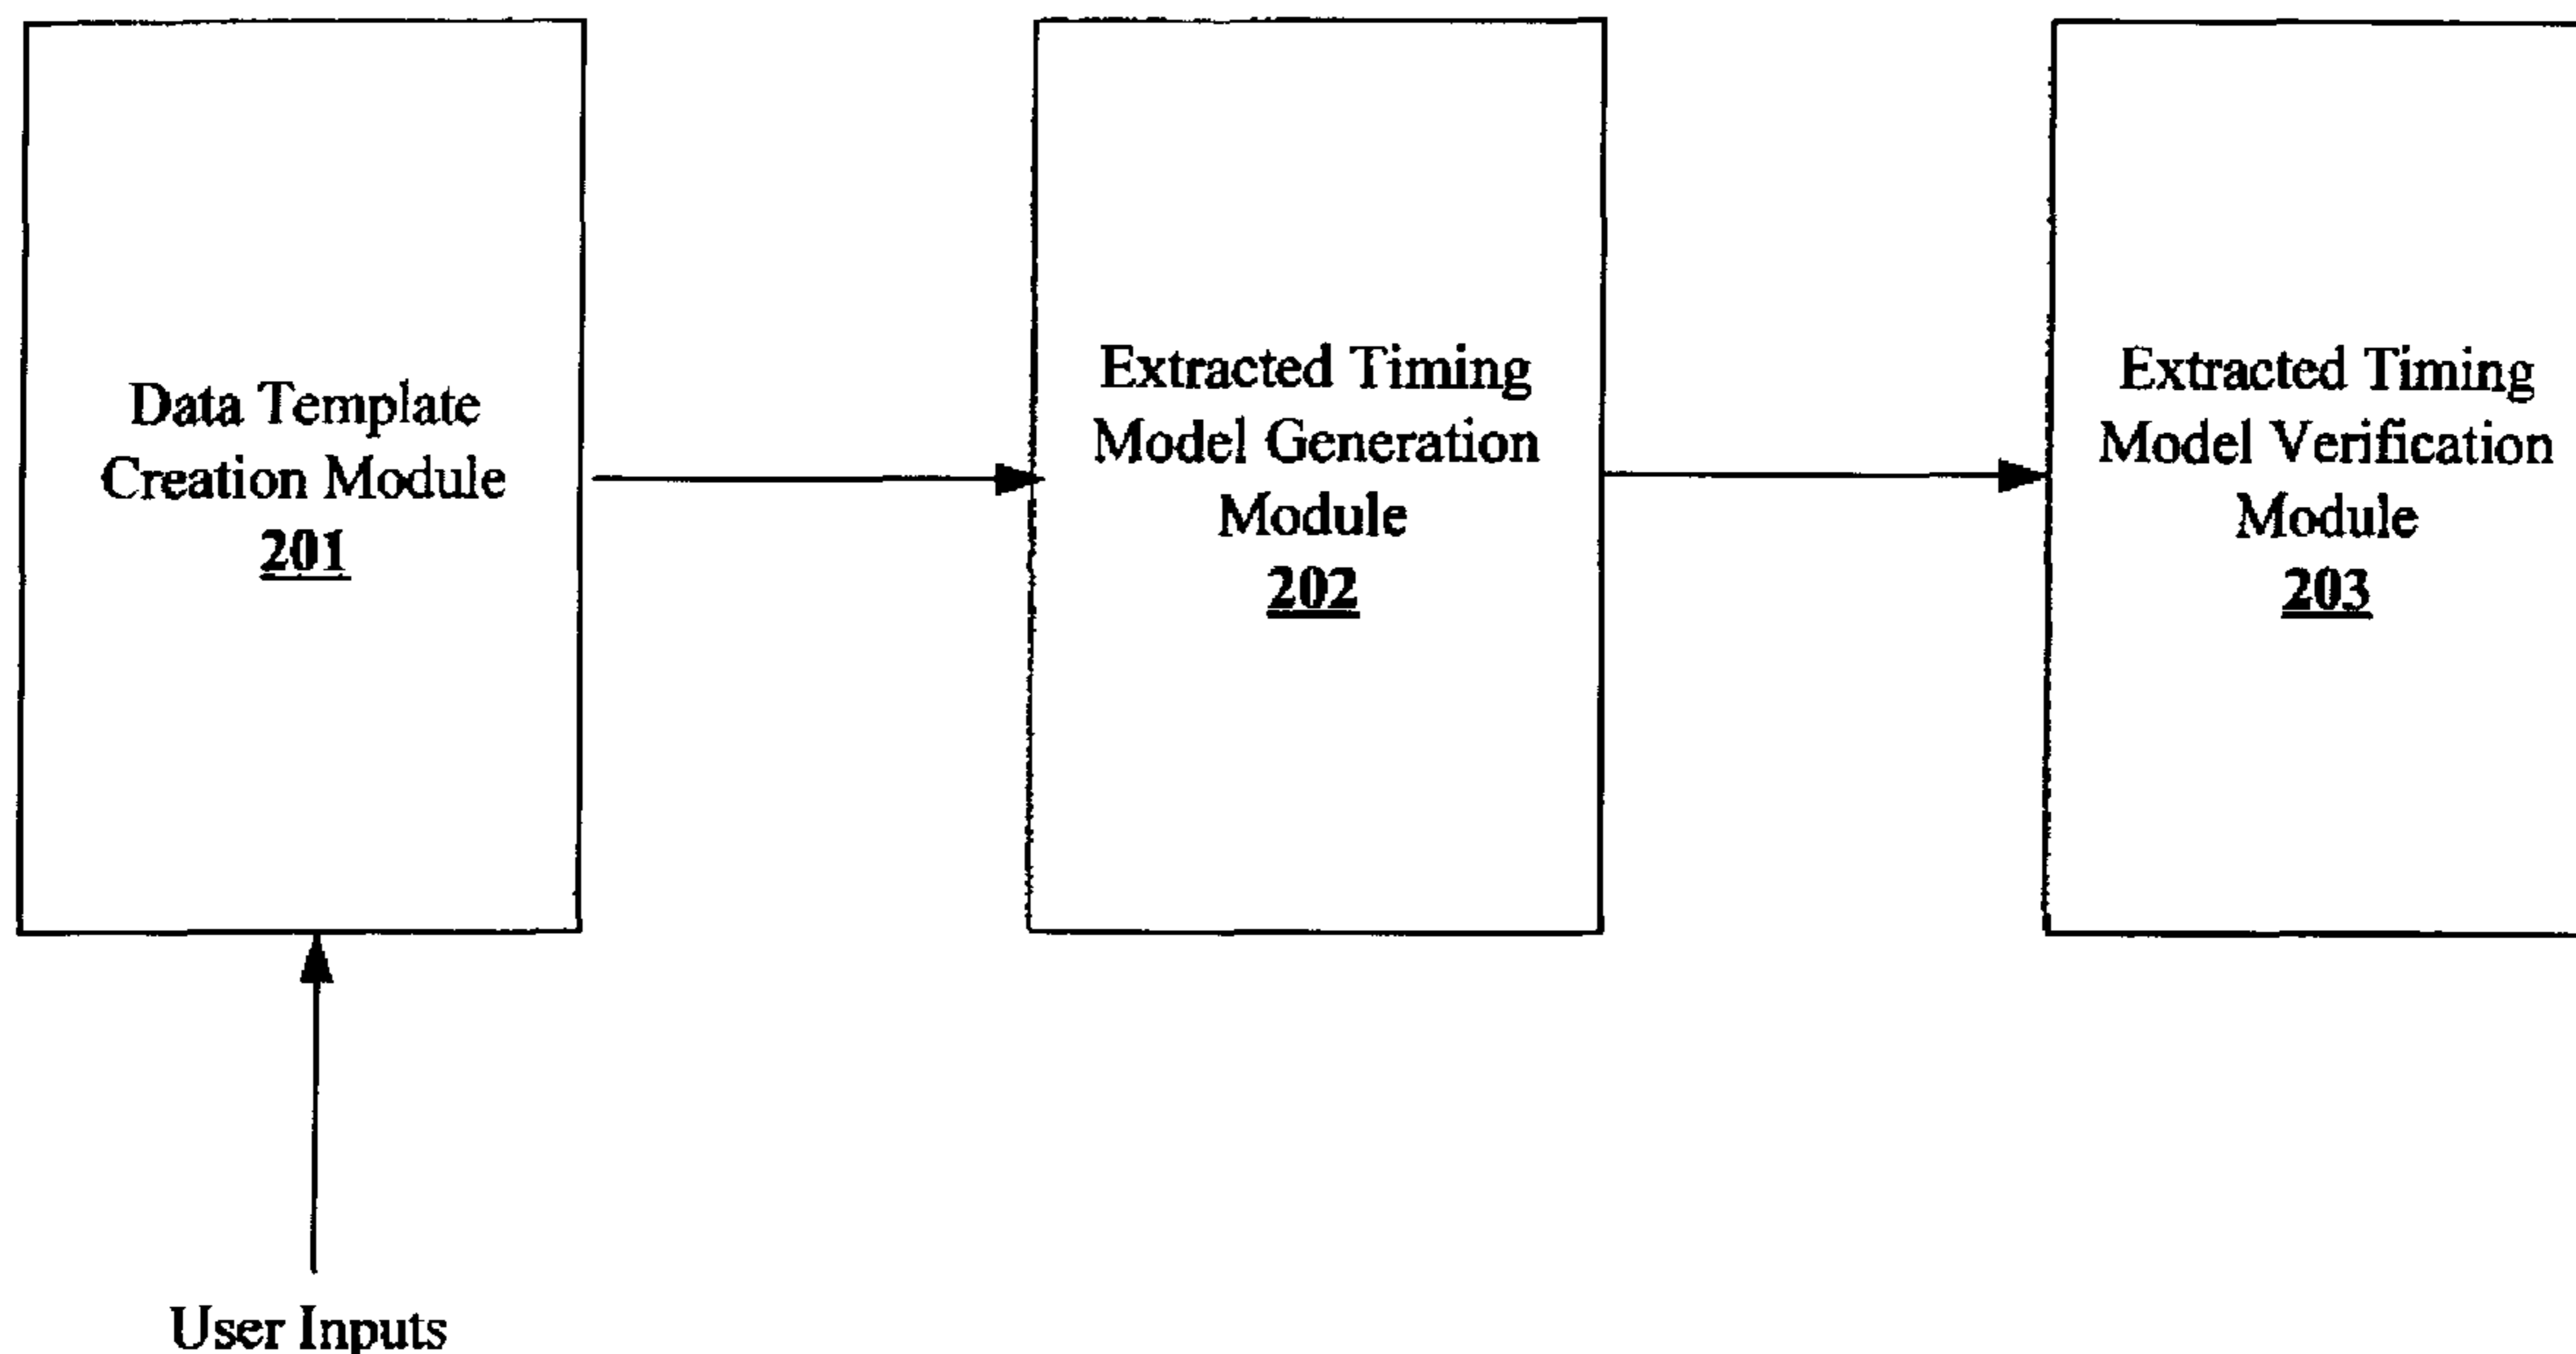 Data Template
Creation Module
201
Extracted Timing
Model Generation
Module
202
Extracted Timing
Model Verification
Module
203
User Inputs